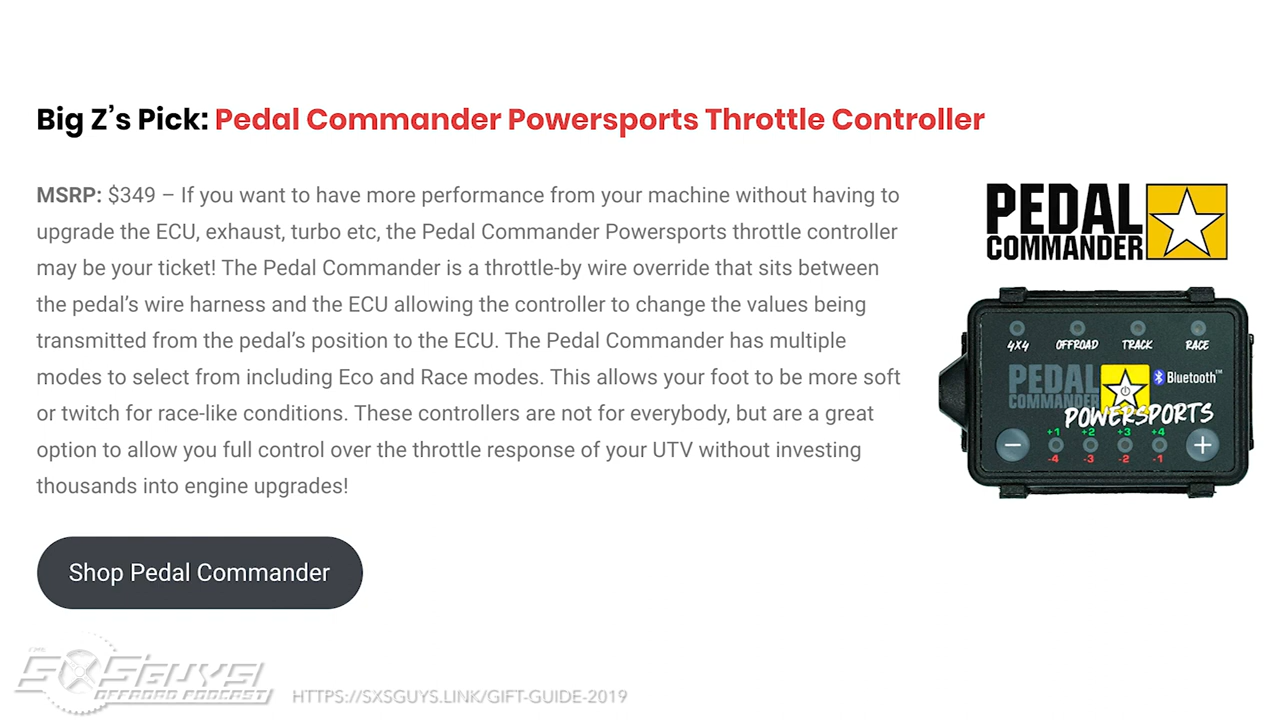 Big Z’s Pick: Pedal Commander Powersports Throttle Controller
MSRP: $349 – If you want to have more performance from your machine without having to
upgrade the ECU, exhaust, turbo etc, the Pedal Commander Powersports throttle controller
may be your ticket! The Pedal Commander is a throttle-by wire override that sits between
the pedal’s wire harness and the ECU allowing the controller to change the values being
transmitted from the pedal’s position to the ECU. The Pedal Commander has multiple
modes to select from including Eco and Race modes. This allows your foot to be more soft
or twitch for race-like conditions. These controllers are not for everybody, but are a great
option to allow you full control over the throttle response of your UTV without investing
thousands into engine upgrades!
Shop Pedal Commander
PEDAL
COMMANDER
4X4 OFFROAD TRACK RACE
PEDAL
COMMANDER
Bluetooth™
POWERSPORTS
+1 +2 +3 +4
− +
-4 -3 -2 -1
THE
SXSGUYS
OFFROAD PODCAST
HTTPS://SXSGUYS.LINK/GIFT-GUIDE-2019